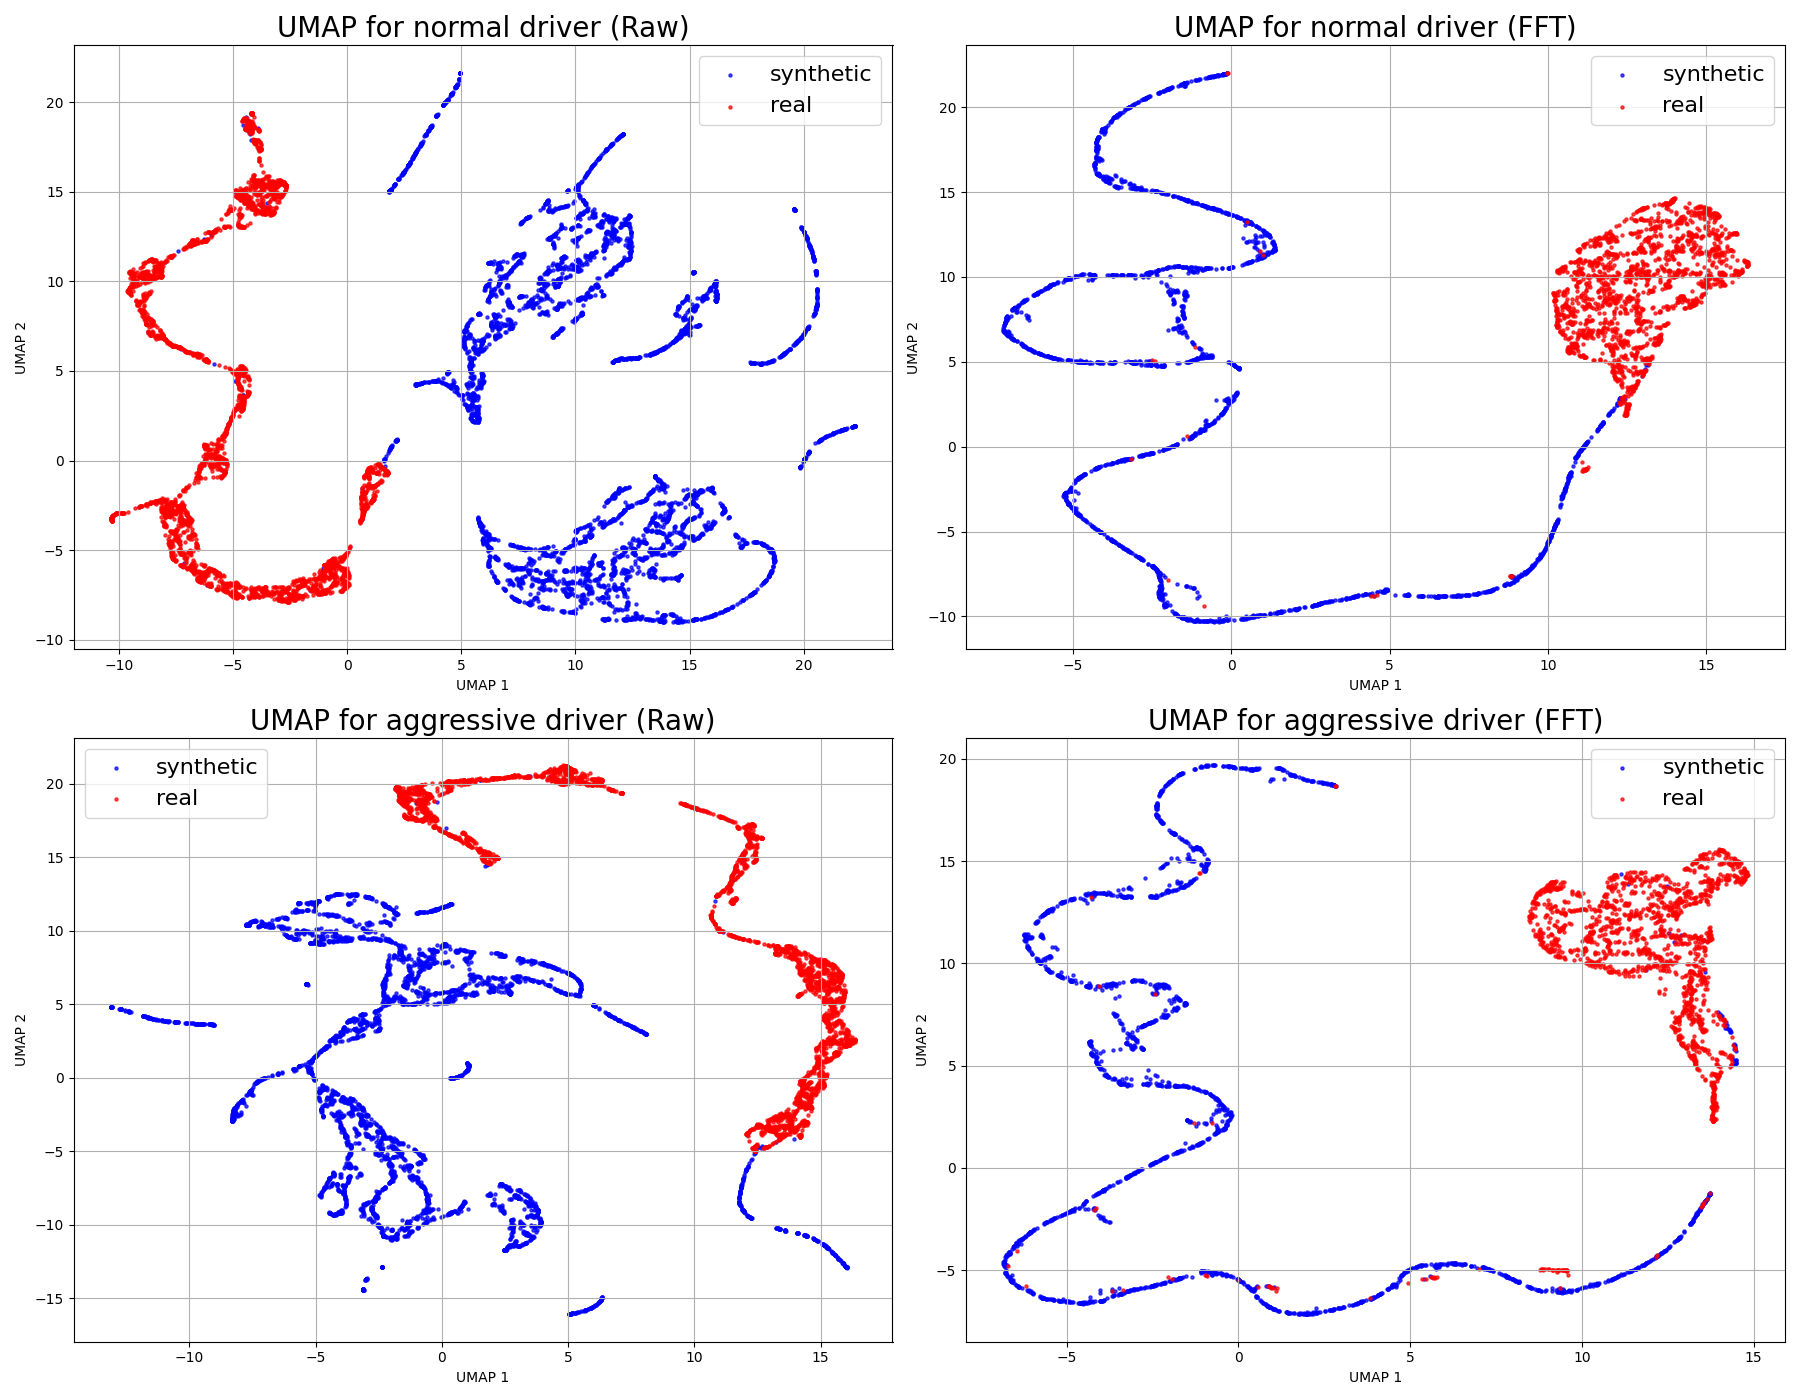 UMAP for normal driver (Raw)
synthetic
real
20
15
10
5
0
−5
−10
UMAP 2
−10 −5 0 5 10 15 20
UMAP 1
UMAP for normal driver (FFT)
synthetic
real
20
15
10
5
0
−5
−10
UMAP 2
−5 0 5 10 15
UMAP 1
UMAP for aggressive driver (Raw)
synthetic
real
20
15
10
5
0
−5
−10
−15
UMAP 2
−10 −5 0 5 10 15
UMAP 1
UMAP for aggressive driver (FFT)
synthetic
real
20
15
10
5
0
−5
UMAP 2
−5 0 5 10 15
UMAP 1